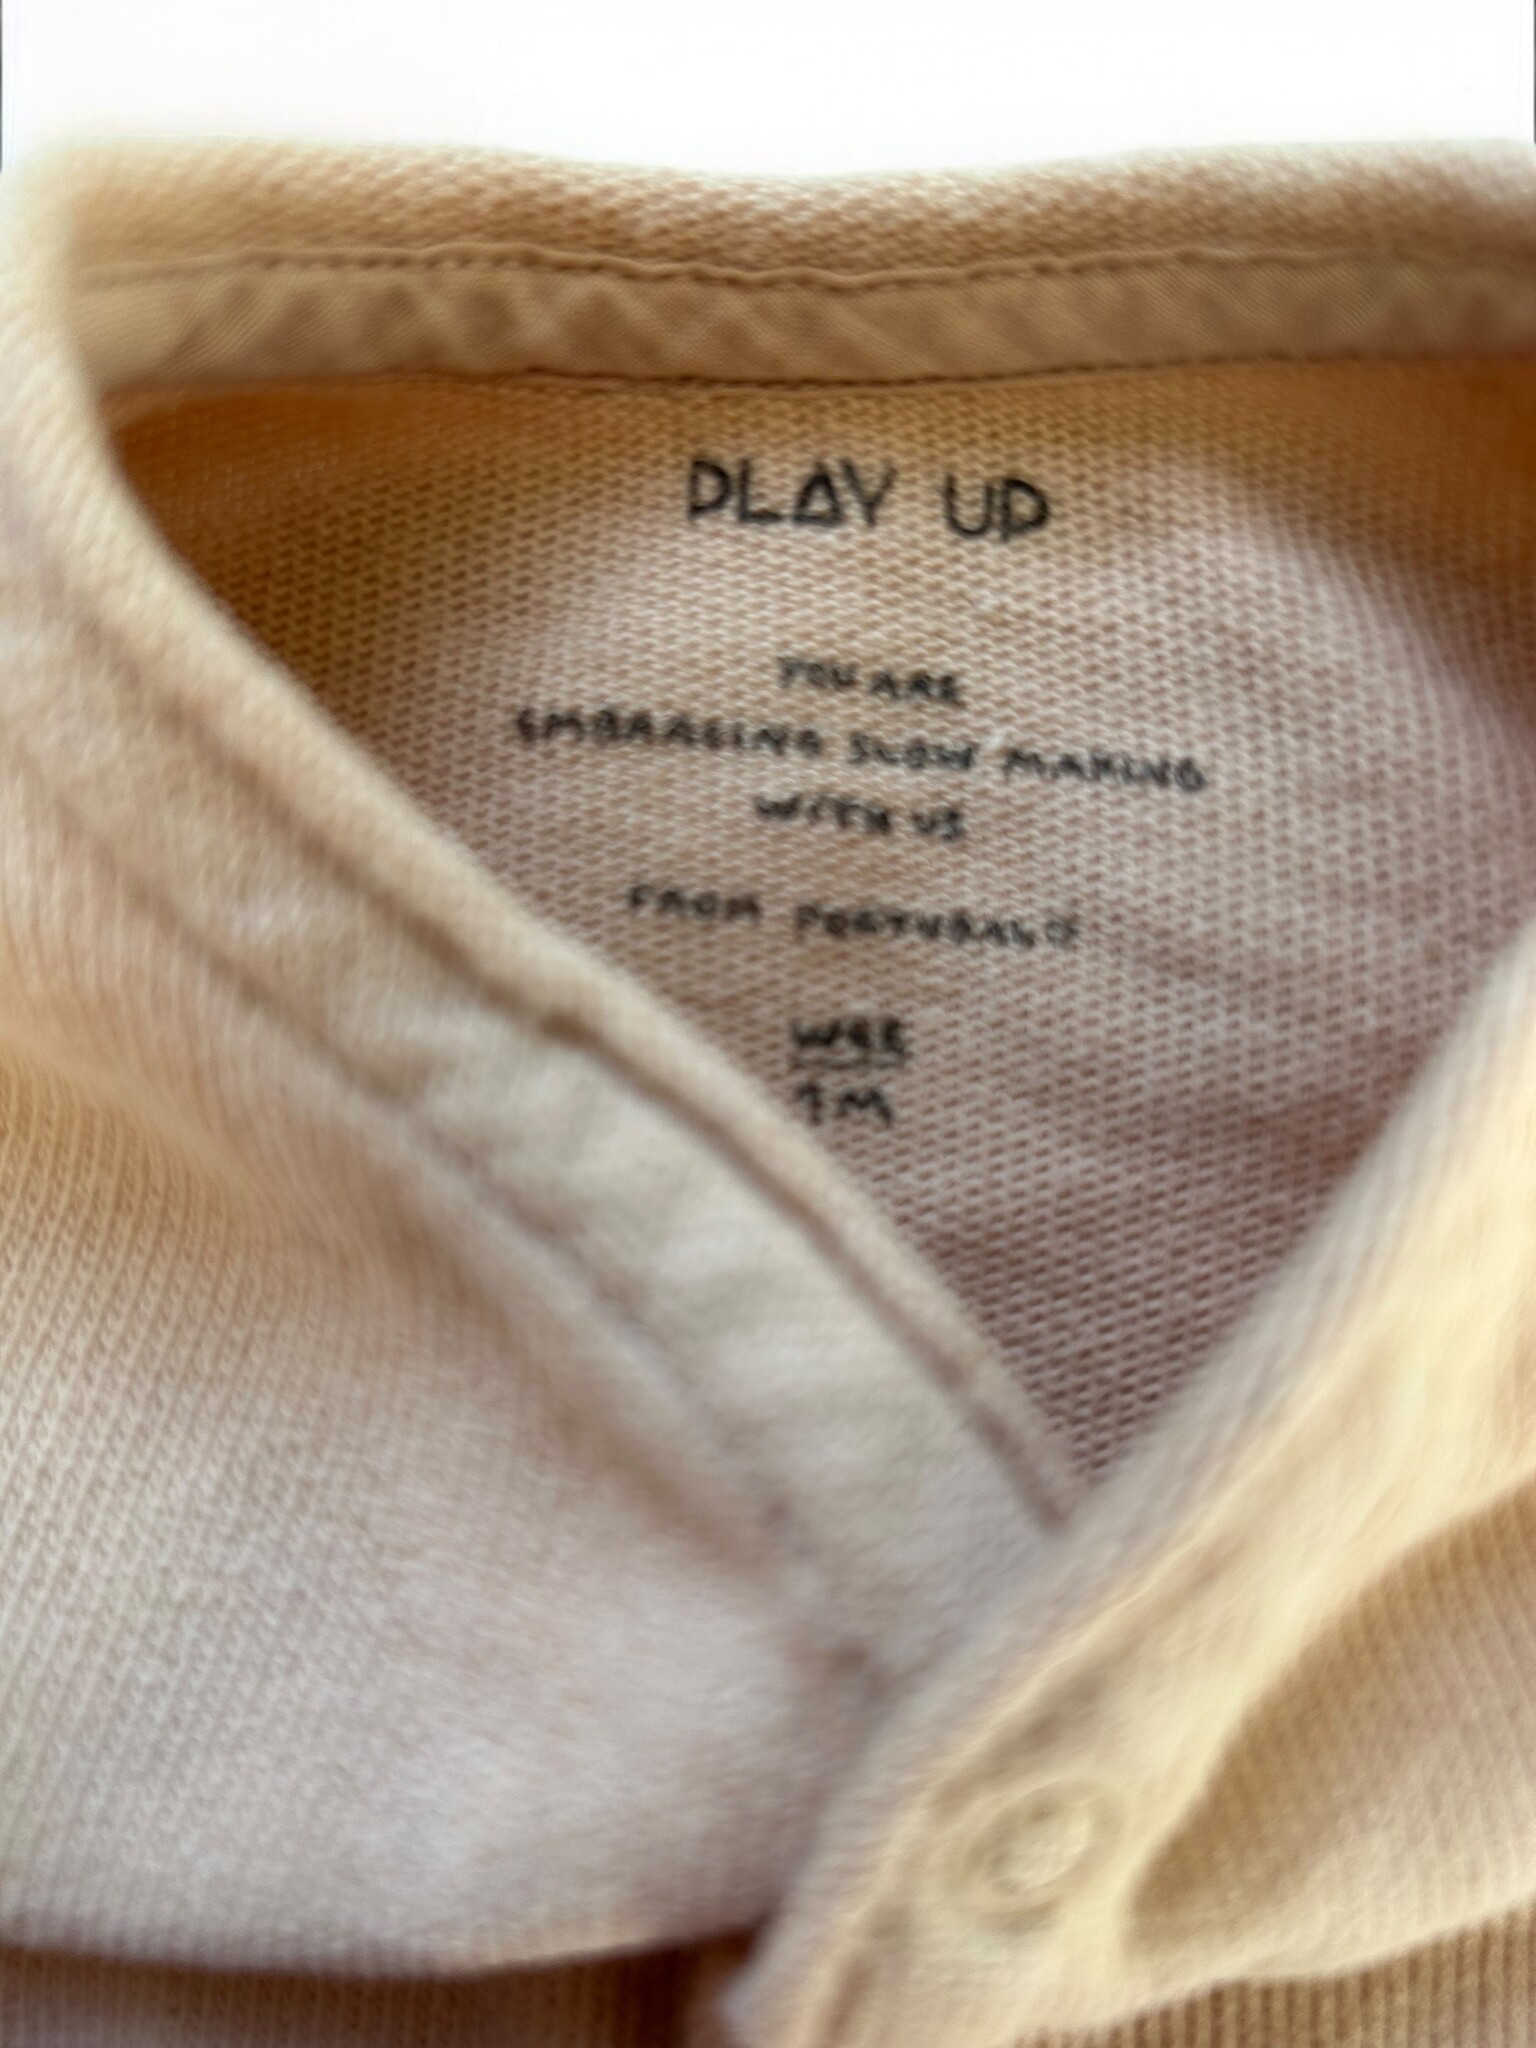 PLAY UP
YOU ARE
EMBRACING SLOW MAKING
WITH US
FROM PORTUGAL
WEE
1M